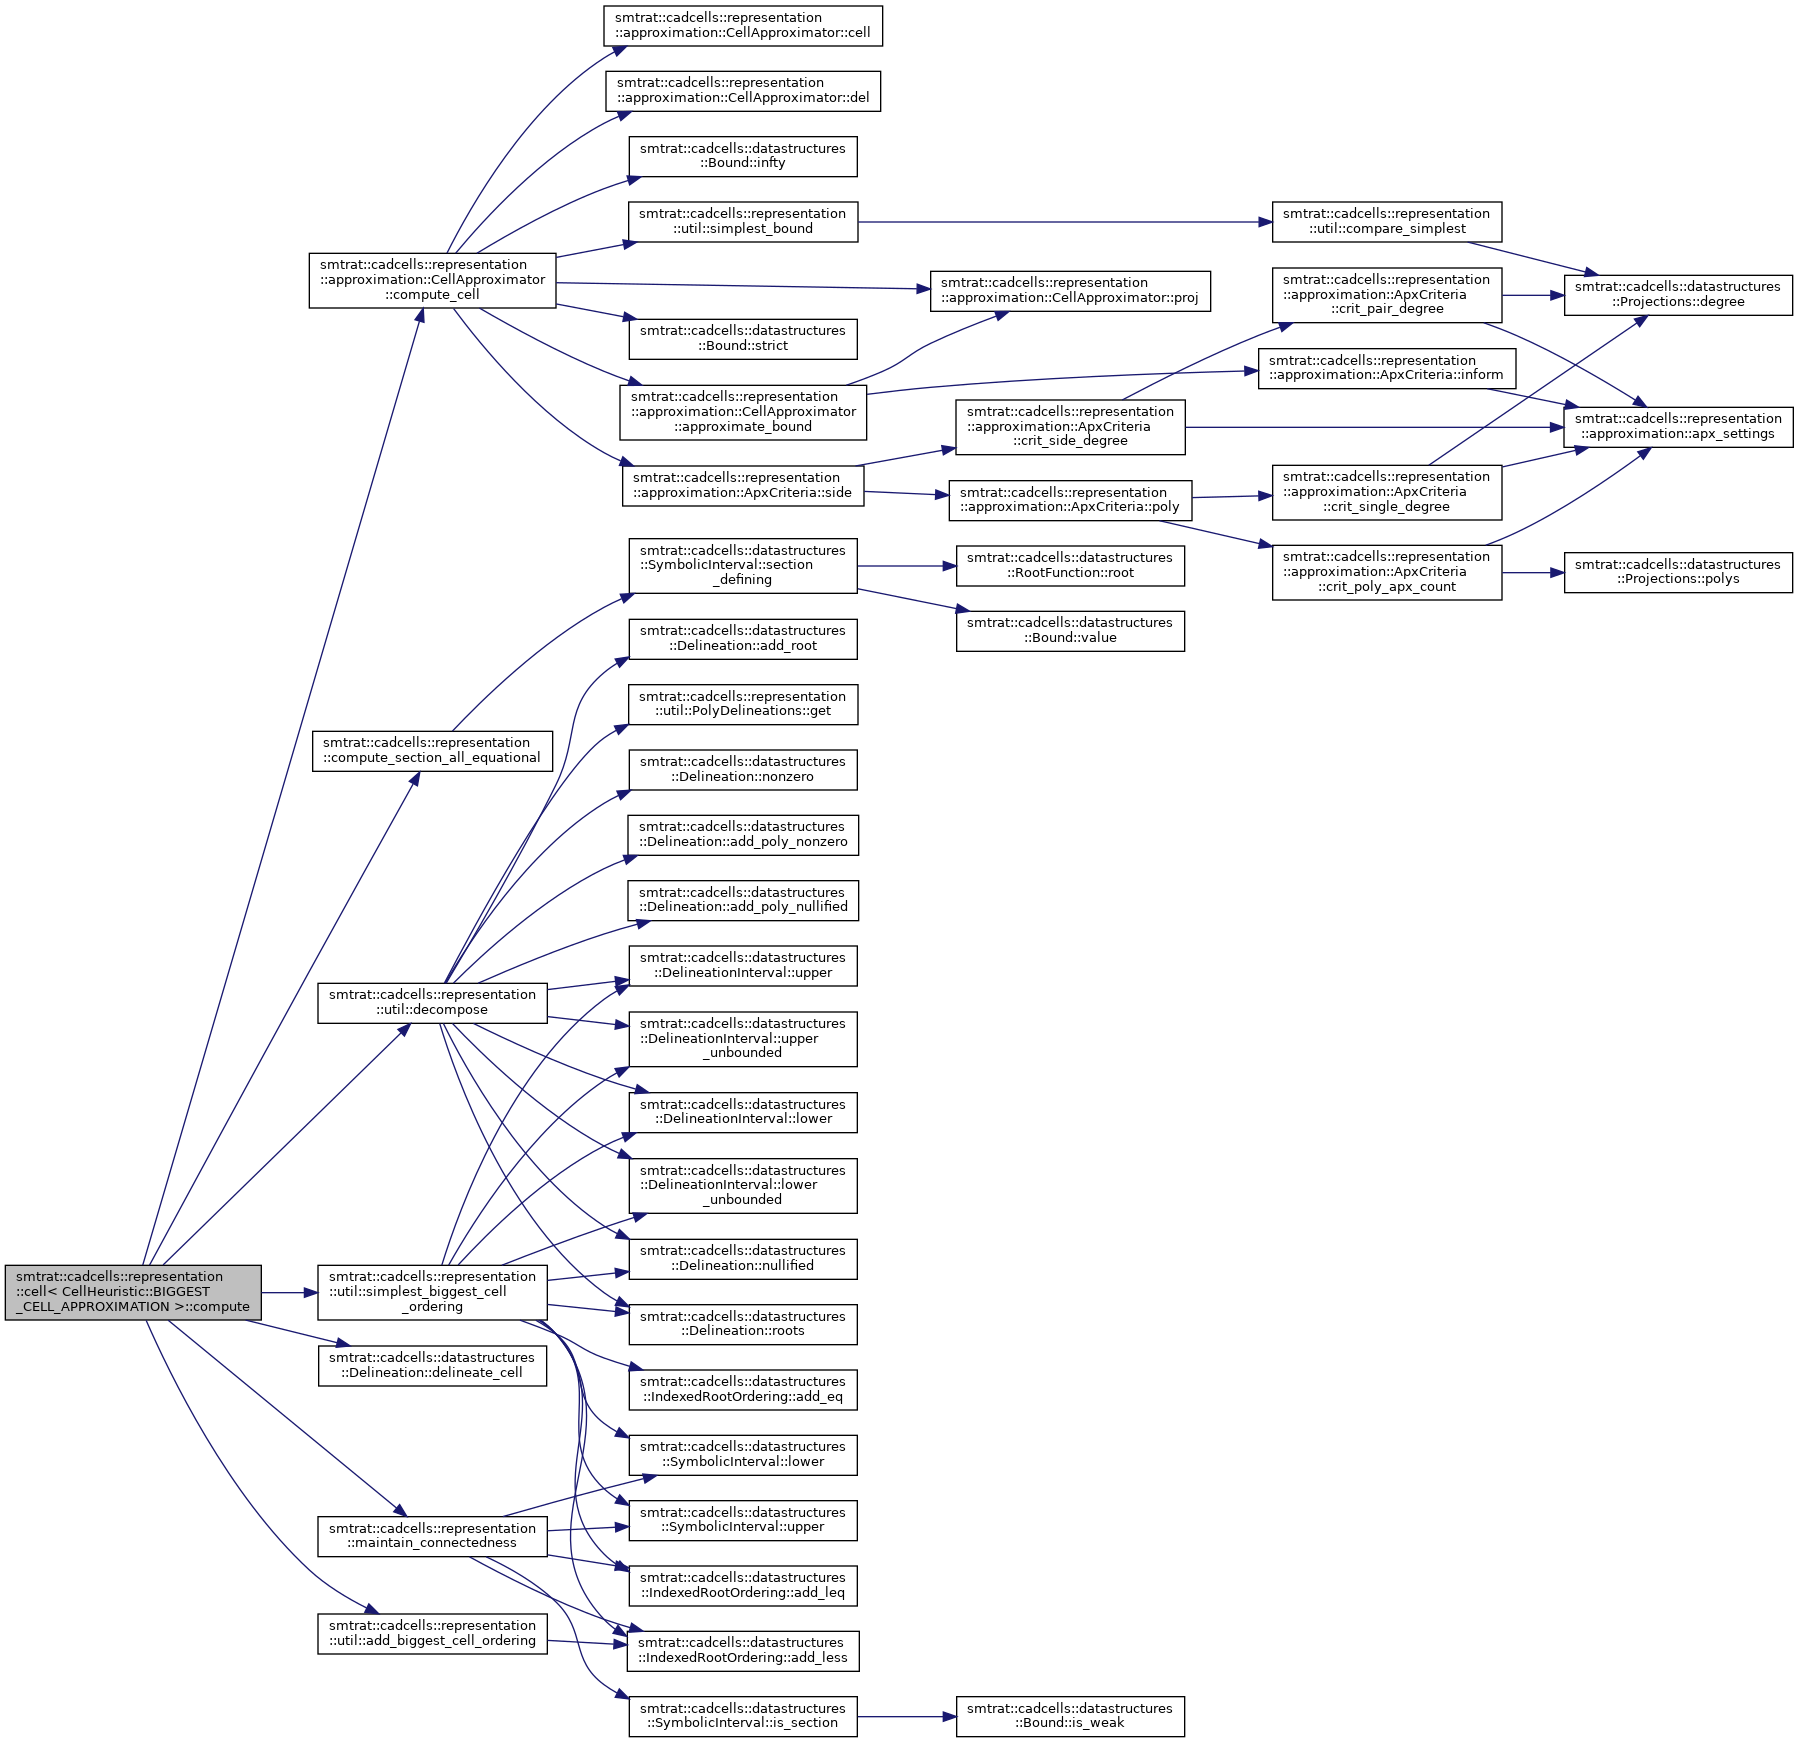 smtrat::cadcells::representation
::approximation::CellApproximator::cell
smtrat::cadcells::representation
::approximation::CellApproximator::del
smtrat::cadcells::datastructures
::Bound::infty
smtrat::cadcells::representation
::util::simplest_bound
smtrat::cadcells::representation
::util::compare_simplest
smtrat::cadcells::representation
::approximation::CellApproximator
::compute_cell
smtrat::cadcells::representation
::approximation::CellApproximator::proj
smtrat::cadcells::representation
::approximation::ApxCriteria
::crit_pair_degree
smtrat::cadcells::datastructures
::Projections::degree
smtrat::cadcells::datastructures
::Bound::strict
smtrat::cadcells::representation
::approximation::ApxCriteria::inform
smtrat::cadcells::representation
::approximation::CellApproximator
::approximate_bound
smtrat::cadcells::representation
::approximation::ApxCriteria
::crit_side_degree
smtrat::cadcells::representation
::approximation::apx_settings
smtrat::cadcells::representation
::approximation::ApxCriteria::side
smtrat::cadcells::representation
::approximation::ApxCriteria::poly
smtrat::cadcells::representation
::approximation::ApxCriteria
::crit_single_degree
smtrat::cadcells::datastructures
::SymbolicInterval::section
_defining
smtrat::cadcells::datastructures
::RootFunction::root
smtrat::cadcells::representation
::approximation::ApxCriteria
::crit_poly_apx_count
smtrat::cadcells::datastructures
::Projections::polys
smtrat::cadcells::datastructures
::Bound::value
smtrat::cadcells::datastructures
::Delineation::add_root
smtrat::cadcells::representation
::util::PolyDelineations::get
smtrat::cadcells::representation
::compute_section_all_equational
smtrat::cadcells::datastructures
::Delineation::nonzero
smtrat::cadcells::datastructures
::Delineation::add_poly_nonzero
smtrat::cadcells::datastructures
::Delineation::add_poly_nullified
smtrat::cadcells::datastructures
::DelineationInterval::upper
smtrat::cadcells::representation
::util::decompose
smtrat::cadcells::datastructures
::DelineationInterval::upper
_unbounded
smtrat::cadcells::datastructures
::DelineationInterval::lower
smtrat::cadcells::datastructures
::DelineationInterval::lower
_unbounded
smtrat::cadcells::datastructures
::Delineation::nullified
smtrat::cadcells::representation
::cell< CellHeuristic::BIGGEST
_CELL_APPROXIMATION >::compute
smtrat::cadcells::representation
::util::simplest_biggest_cell
_ordering
smtrat::cadcells::datastructures
::Delineation::roots
smtrat::cadcells::datastructures
::Delineation::delineate_cell
smtrat::cadcells::datastructures
::IndexedRootOrdering::add_eq
smtrat::cadcells::datastructures
::SymbolicInterval::lower
smtrat::cadcells::datastructures
::SymbolicInterval::upper
smtrat::cadcells::representation
::maintain_connectedness
smtrat::cadcells::datastructures
::IndexedRootOrdering::add_leq
smtrat::cadcells::representation
::util::add_biggest_cell_ordering
smtrat::cadcells::datastructures
::IndexedRootOrdering::add_less
smtrat::cadcells::datastructures
::SymbolicInterval::is_section
smtrat::cadcells::datastructures
::Bound::is_weak